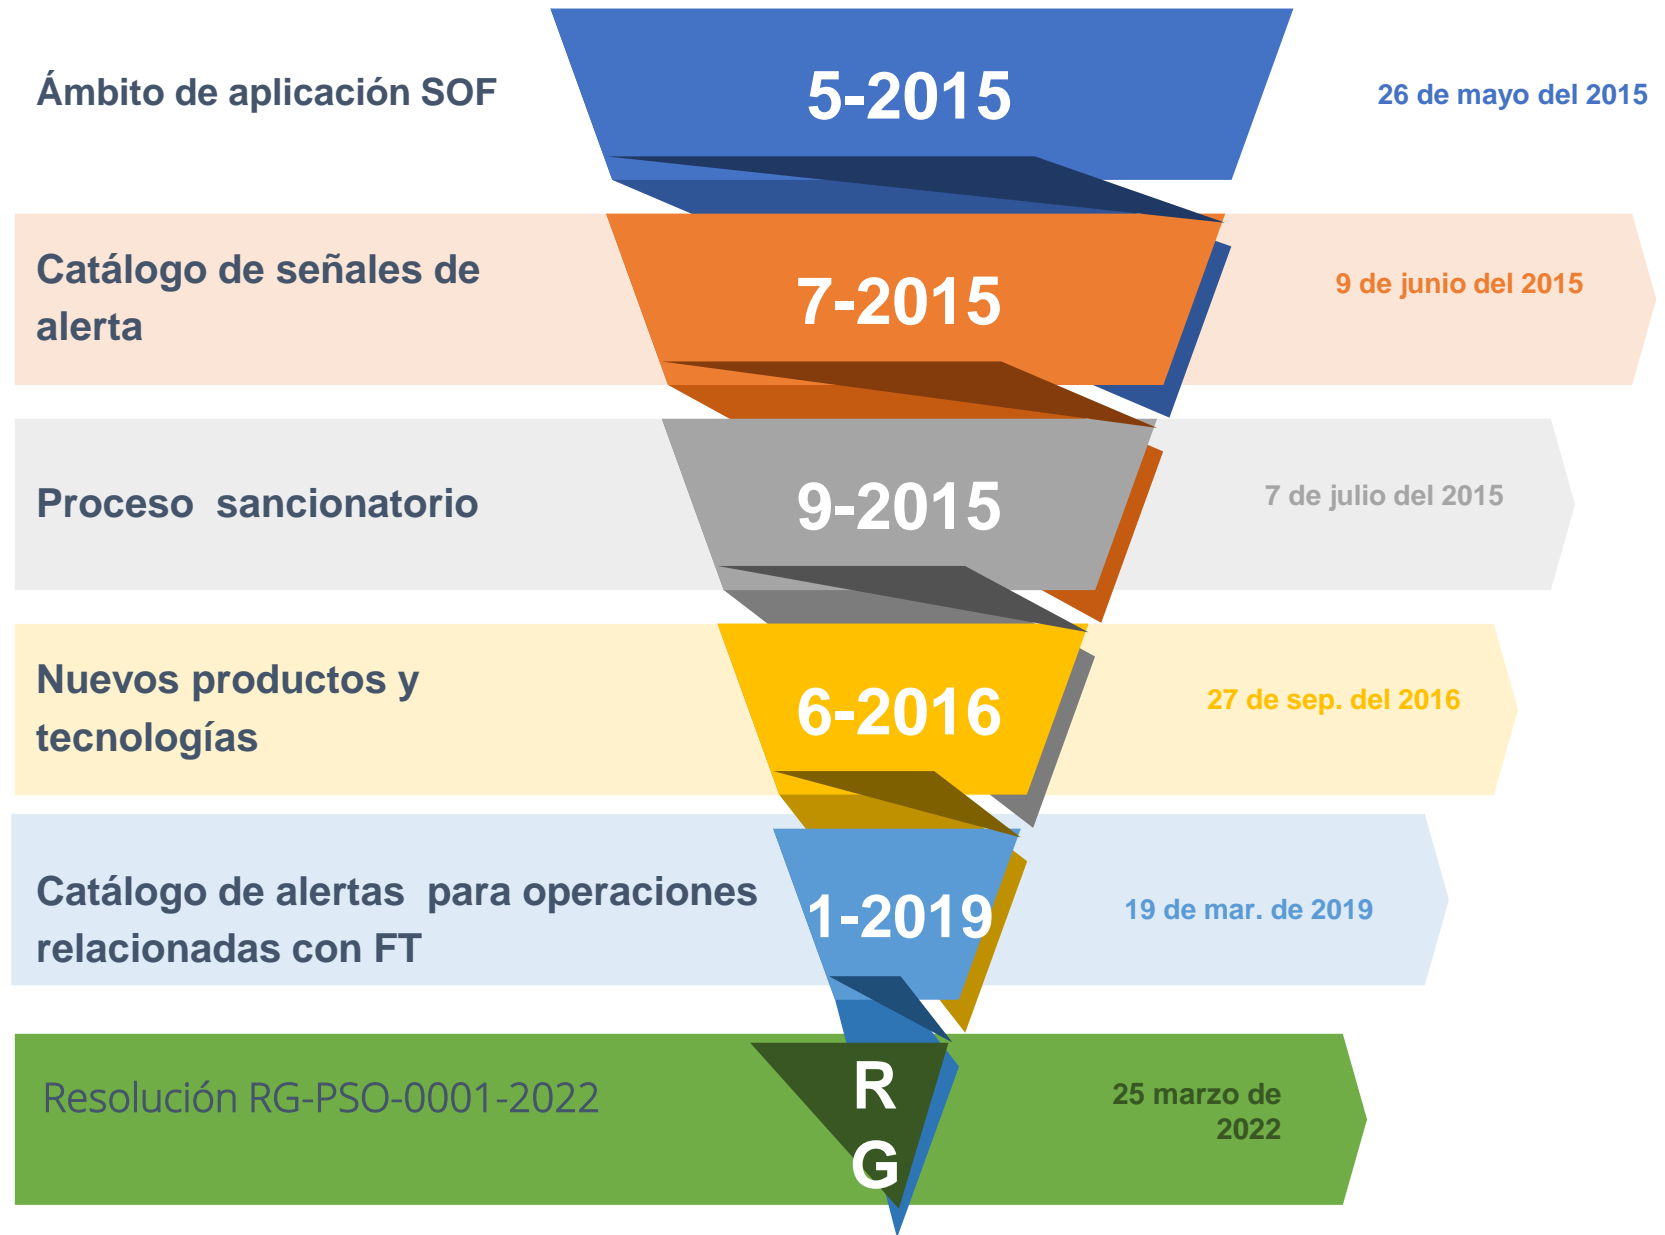 Ámbito de aplicación SOF
5-2015
26 de mayo del 2015
Catálogo de señales de
alerta
7-2015
9 de junio del 2015
Proceso  sancionatorio
9-2015
7 de julio del 2015
Nuevos productos y
tecnologías
6-2016
27 de sep. del 2016
Catálogo de alertas  para operaciones
relacionadas con FT
1-2019
19 de mar. de 2019
Resolución RG-PSO-0001-2022
R
G
25 marzo de
2022